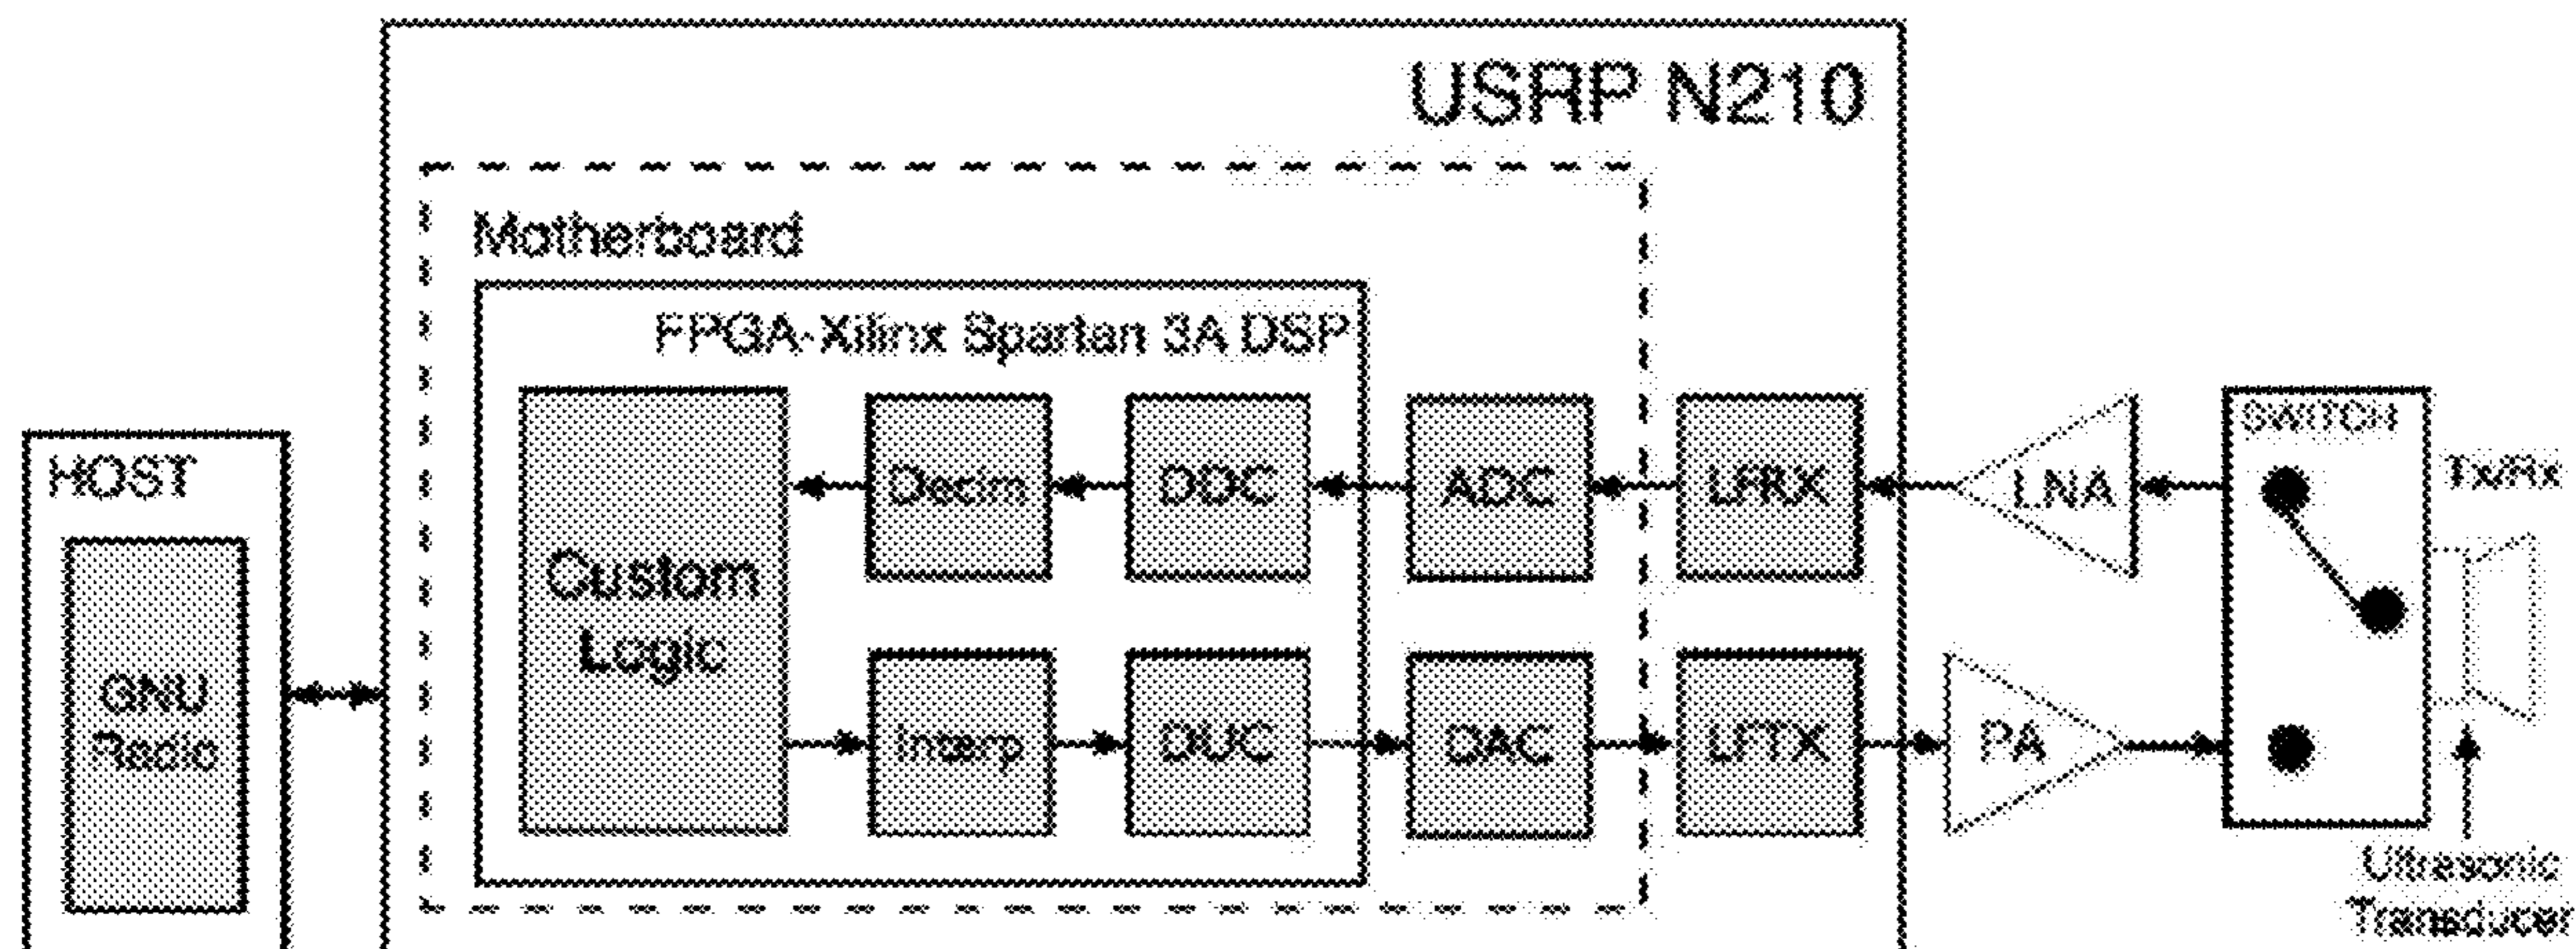 USRP N210
Motherboard
FPGA-Xilinx Spartan 3A DSP
HOST
GNU
Radio
Custom
Logic
Decim
DDC
ADC
LFRX
LNA
SWITCH
Tx/Rx
Interp
DUC
DAC
LFTX
PA
Ultrasonic
Transducer